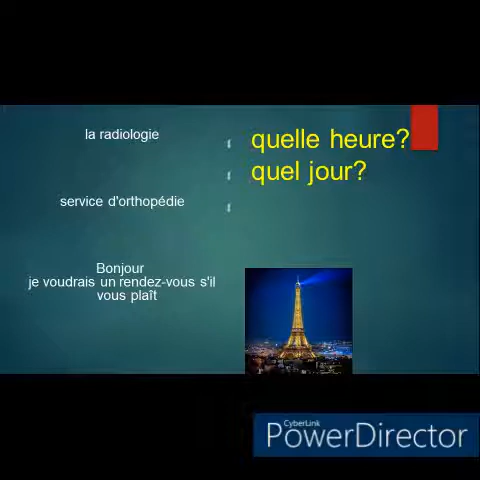 la radiologie
service d'orthopédie
Bonjour
je voudrais un rendez-vous s'il
vous plaît
quelle heure?
quel jour?
CyberLink
PowerDirector